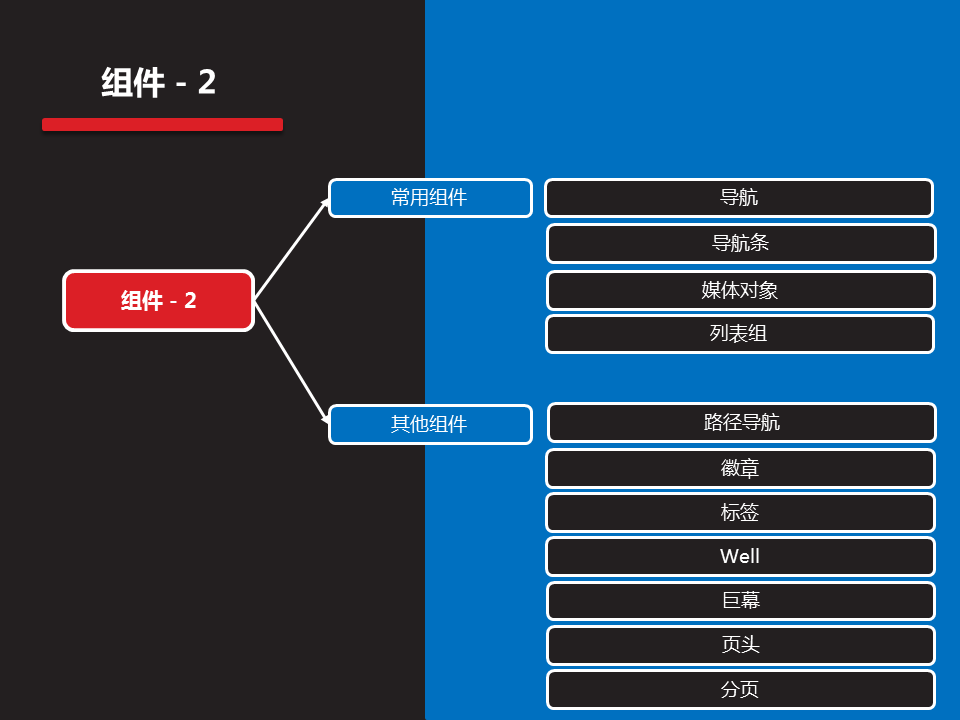 组件 - 2
组件 - 2
常用组件
导航
导航条
媒体对象
列表组
其他组件
路径导航
徽章
标签
Well
巨幕
页头
分页